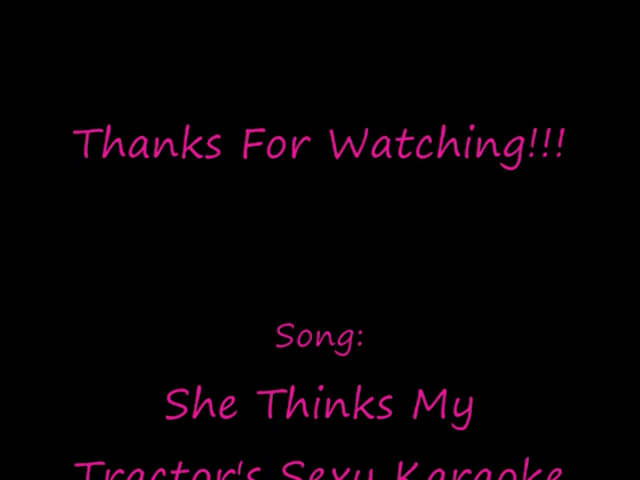 Thanks For Watching!!!
Song:
She Thinks My
Tractor's Sexy Karaoke